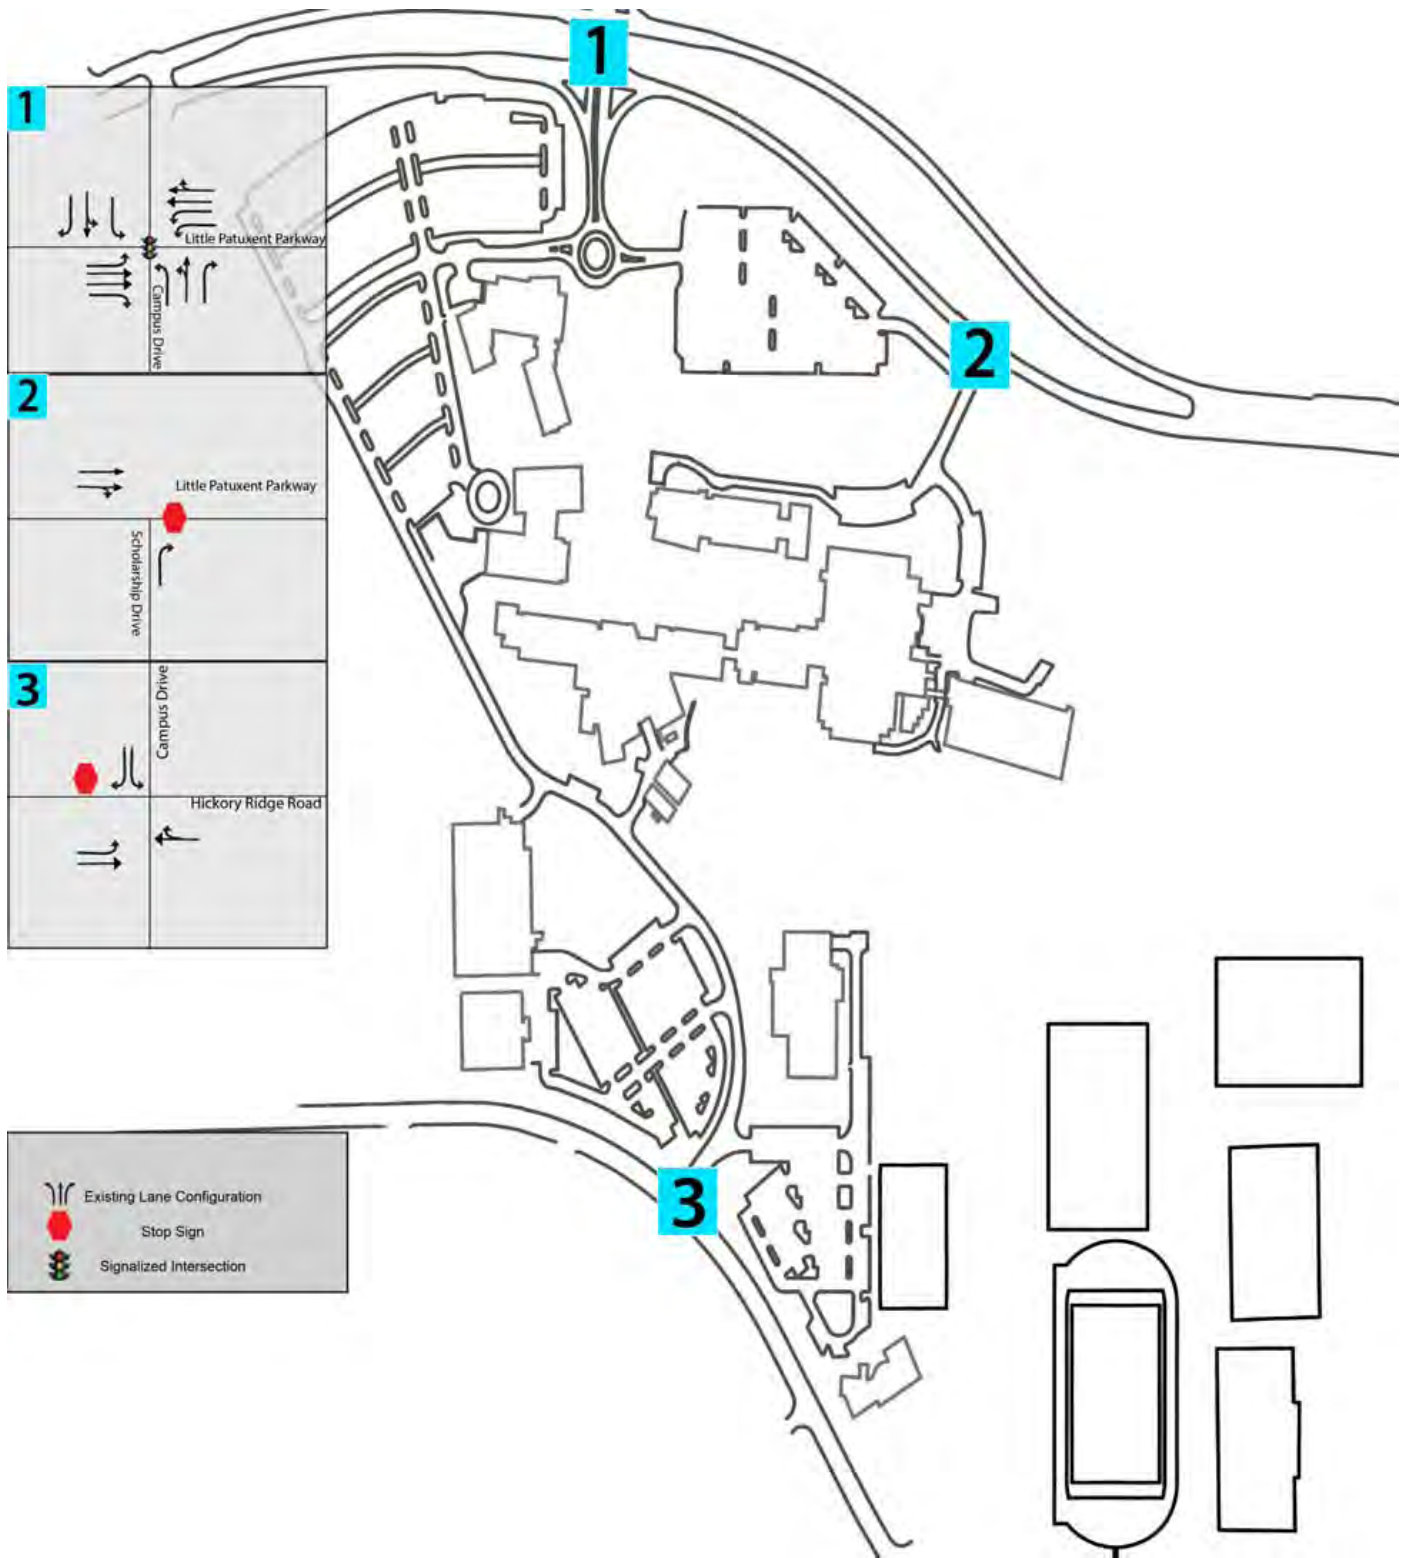 1
1
Little Patuxent Parkway
Campus Drive
2
2
Little Patuxent Parkway
Scholarship Drive
3
Campus Drive
Hickory Ridge Road
3
Existing Lane Configuration
Stop Sign
Signalized Intersection